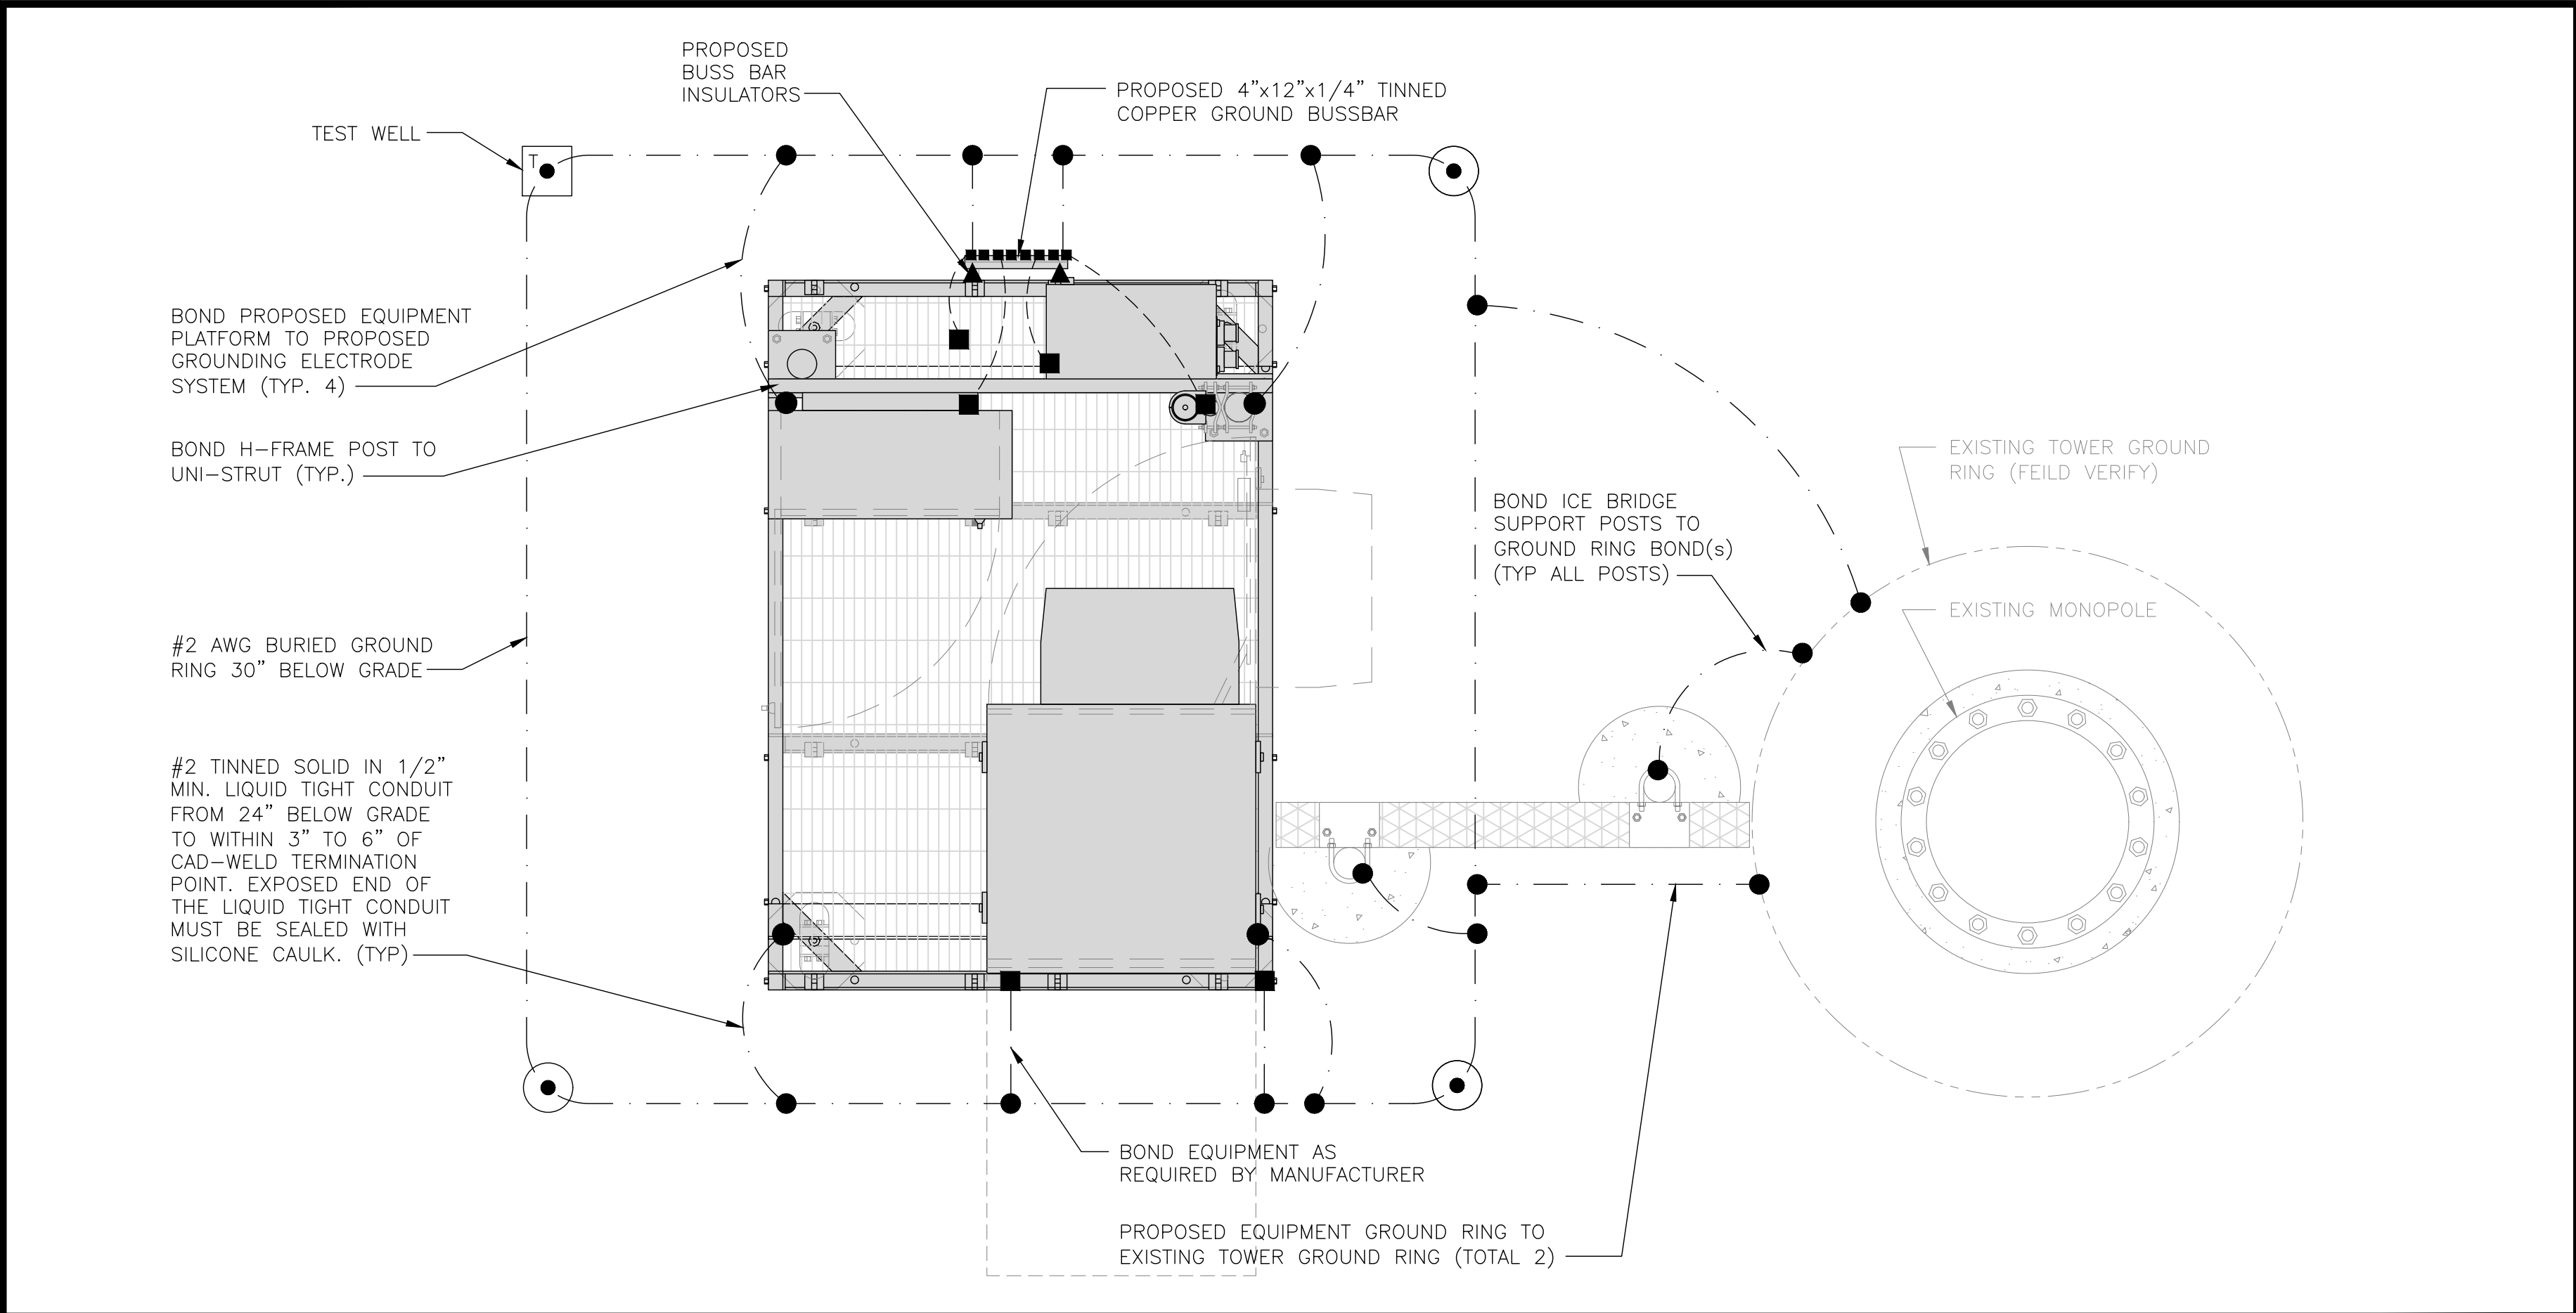 PROPOSED
BUSS BAR
INSULATORS
PROPOSED 4”x12”x1/4” TINNED
COPPER GROUND BUSSBAR
TEST WELL
T
BOND PROPOSED EQUIPMENT
PLATFORM TO PROPOSED
GROUNDING ELECTRODE
SYSTEM (TYP. 4)
BOND H-FRAME POST TO
UNI-STRUT (TYP.)
EXISTING TOWER GROUND
RING (FEILD VERIFY)
BOND ICE BRIDGE
SUPPORT POSTS TO
GROUND RING BOND(s)
(TYP ALL POSTS)
EXISTING MONOPOLE
#2 AWG BURIED GROUND
RING 30” BELOW GRADE
#2 TINNED SOLID IN 1/2”
MIN. LIQUID TIGHT CONDUIT
FROM 24” BELOW GRADE
TO WITHIN 3” TO 6” OF
CAD-WELD TERMINATION
POINT. EXPOSED END OF
THE LIQUID TIGHT CONDUIT
MUST BE SEALED WITH
SILICONE CAULK. (TYP)
BOND EQUIPMENT AS
REQUIRED BY MANUFACTURER
PROPOSED EQUIPMENT GROUND RING TO
EXISTING TOWER GROUND RING (TOTAL 2)